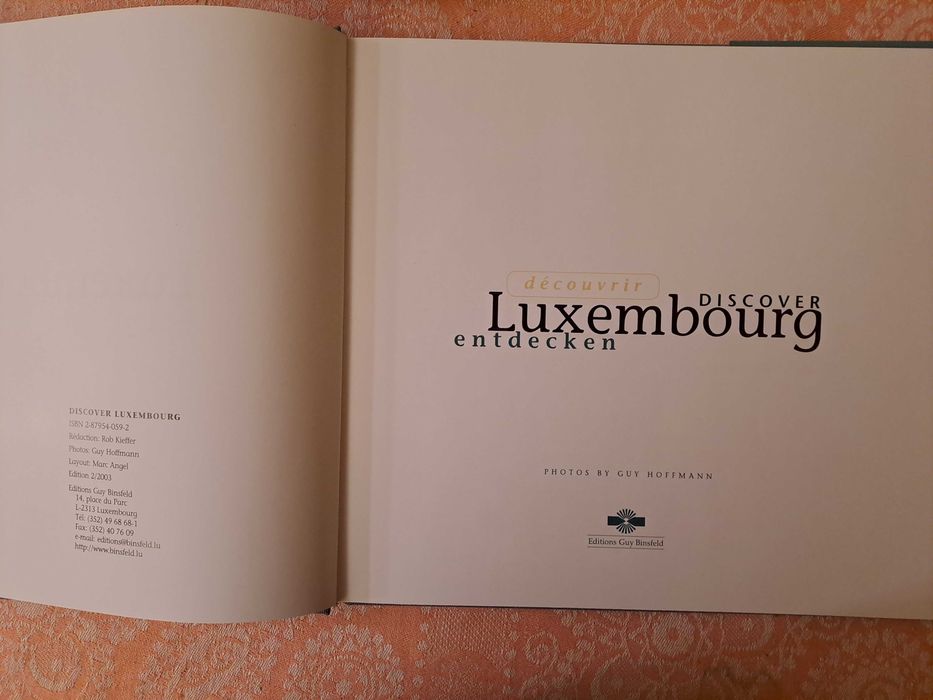 DISCOVER LUXEMBOURG
ISBN 2-87954-059-2
Rédaction: Rob Kieffer
Photos: Guy Hoffmann
Layout: Marc Angel
Edition 2/2003
Editions Guy Binsfeld
14, place du Parc
L-2313 Luxembourg
Tél: (352) 49 68 68-1
Fax: (352) 40 76 09
e-mail: editions@binsfeld.lu
http://www.binsfeld.lu
découvrir
DISCOVER
Luxembourg
entdecken
PHOTOS BY GUY HOFFMANN
Editions Guy Binsfeld